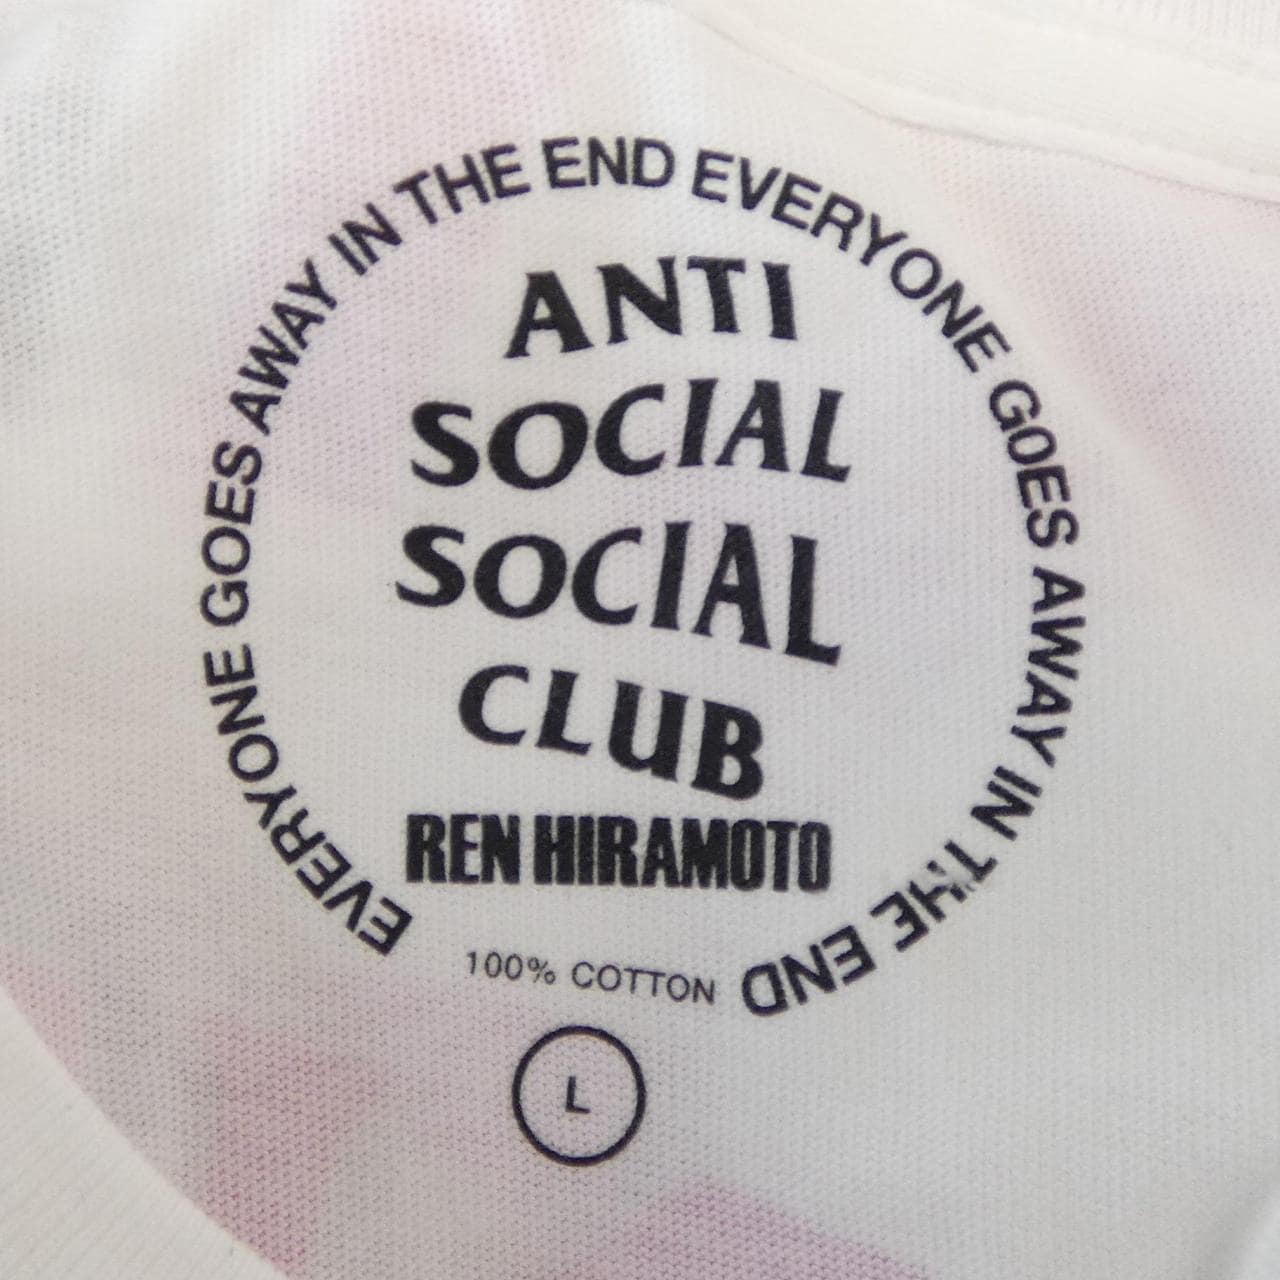 EVERYONE GOES AWAY IN THE END EVERYONE GOES AWAY IN THE END
ANTI
SOCIAL
SOCIAL
CLUB
REN HIRAMOTO
100% COTTON
L